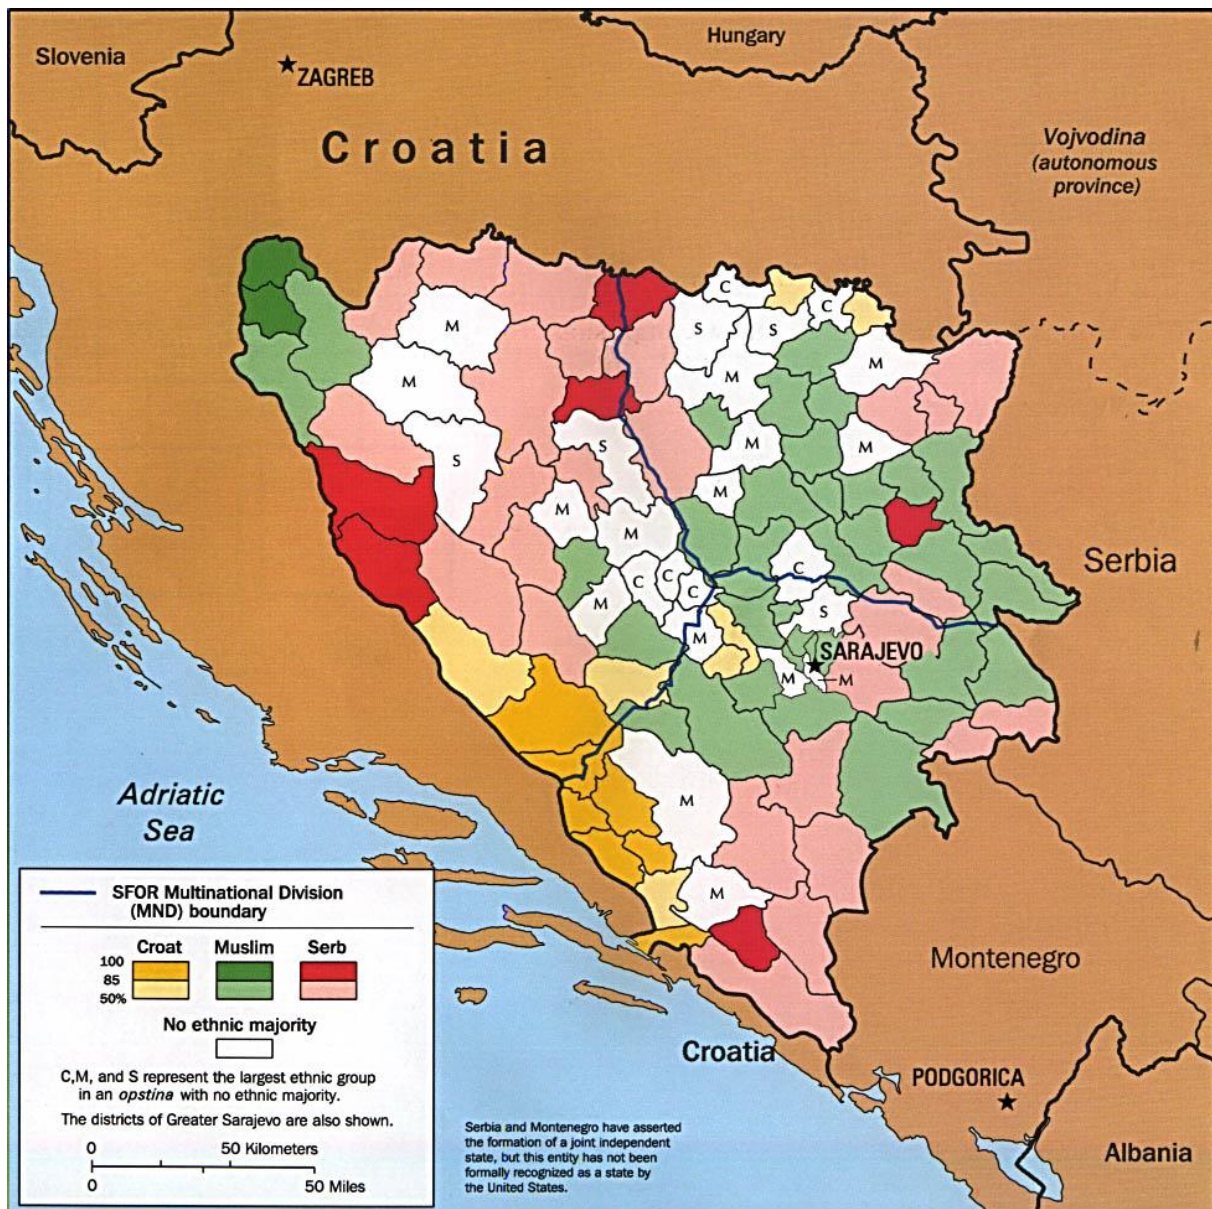 Slovenia
Hungary
ZAGREB
Croatia
Vojvodina
(autonomous
province)
C
C
M
S
S
M
M
M
M
S
S
M
M
M
M
M
C
C
C
C
M
S
M
SARAJEVO
M
M
Serbia
M
M
Adriatic
Sea
Montenegro
Croatia
PODGORICA
Albania
SFOR Multinational Division
(MND) boundary
Croat Muslim Serb
100
85
50%
No ethnic majority
C,M, and S represent the largest ethnic group
in an opstina with no ethnic majority.
The districts of Greater Sarajevo are also shown.
0 50 Kilometers
0 50 Miles
Serbia and Montenegro have asserted
the formation of a joint independent
state, but this entity has not been
formally recognized as a state by
the United States.